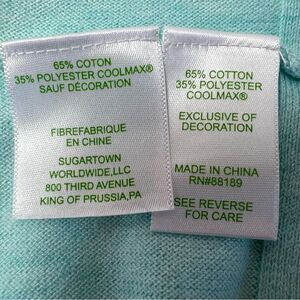 65% COTON
35% POLYESTER COOLMAX®
SAUF DÉCORATION
FIBREFABRIQUE
EN CHINE
SUGARTOWN
WORLDWIDE,LLC
800 THIRD AVENUE
KING OF PRUSSIA,PA
65% COTTON
35% POLYESTER
COOLMAX®
EXCLUSIVE OF
DECORATION
MADE IN CHINA
RN#88189
SEE REVERSE
FOR CARE